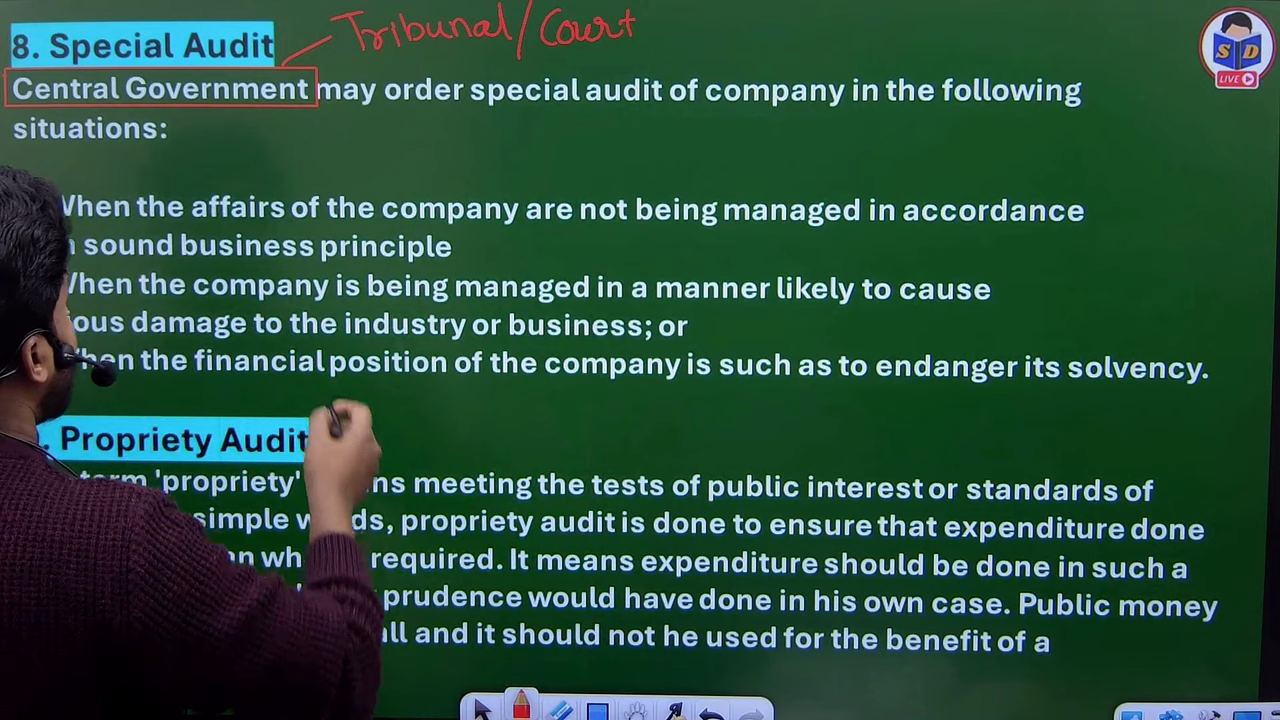 8. Special Audit
Tribunal/Court
Central Government may order special audit of company in the following
situations:
When the affairs of the company are not being managed in accordance
sound business principle
When the company is being managed in a manner likely to cause
ous damage to the industry or business; or
When the financial position of the company is such as to endanger its solvency.
. Propriety Audit
term 'propriety' ns meeting the tests of public interest or standards of
simple w ds, propriety audit is done to ensure that expenditure done
required. It means expenditure should be done in such a
prudence would have done in his own case. Public money
all and it should not he used for the benefit of a
S D
LIVE